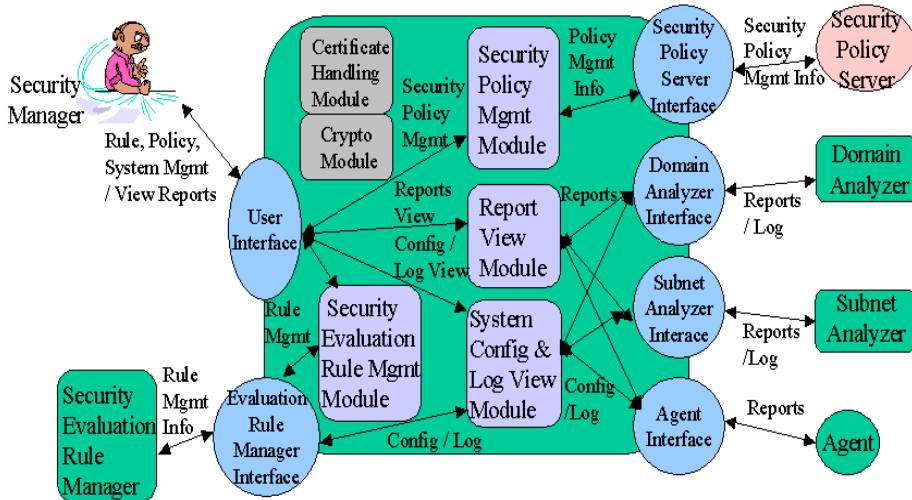 Security
Manager
Rule, Policy,
System Mgmt
/ View Reports
Certificate
Handling
Module
Crypto
Module
Security
Policy
Mgmt
Security
Policy
Mgmt
Module
Policy
Mgmt
Info
Security
Policy
Server
Interface
Security
Policy
Mgmt Info
Security
Policy
Server
User
Interface
Reports
View
Config /
Log View
Report
View
Module
Reports
Domain
Analyzer
Interface
Reports
/ Log
Domain
Analyzer
Rule
Mgmt
Security
Evaluation
Rule Mgmt
Module
System
Config &
Log View
Module
Subnet
Analyzer
Interace
Reports
/Log
Subnet
Analyzer
Config
/Log
Security
Evaluation
Rule
Manager
Rule
Mgmt
Info
Evaluation
Rule
Manager
Interface
Config / Log
Agent
Interface
Reports
Agent